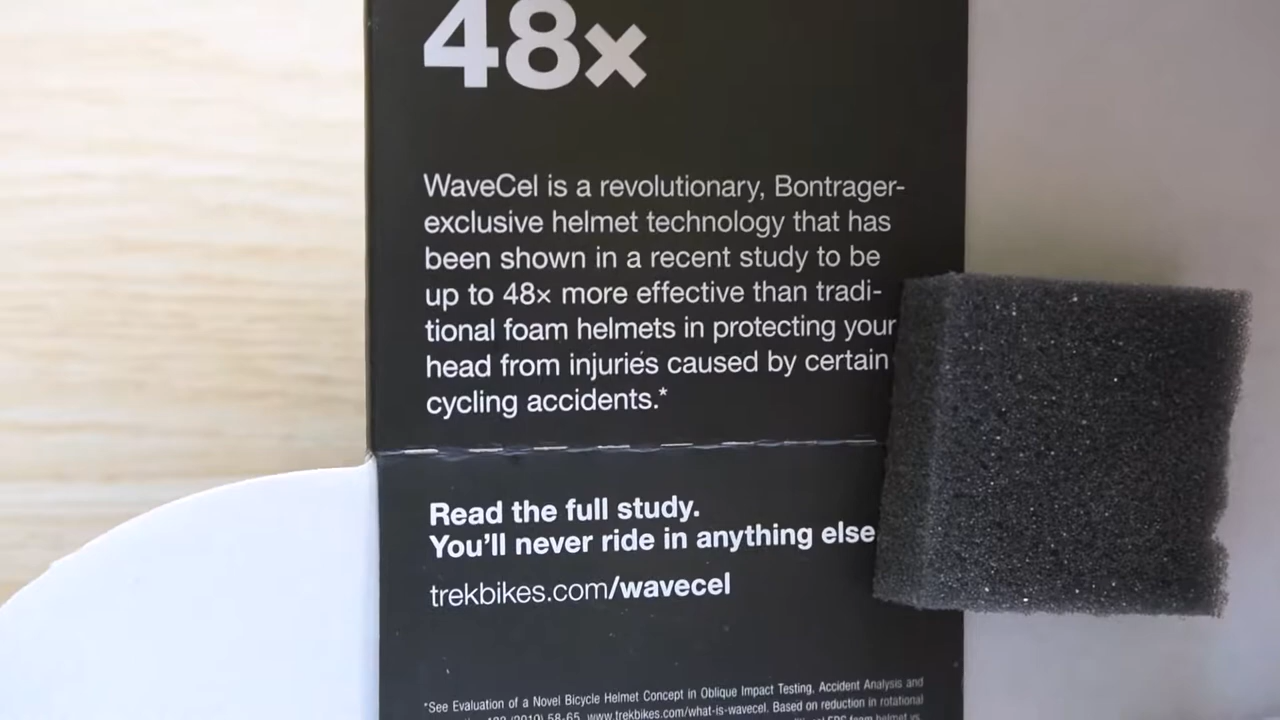 48x
WaveCel is a revolutionary, Bontrager-
exclusive helmet technology that has
been shown in a recent study to be
up to 48x more effective than tradi-
tional foam helmets in protecting your
head from injuries caused by certain
cycling accidents.*
Read the full study.
You'll never ride in anything else
trekbikes.com/wavecel
*See Evaluation of a Novel Bicycle Helmet Concept in Oblique Impact Testing, Accident Analysis and
58-65, www.trekbikes.com/what-is-wavecel. Based on reduction in rotational
foam helmet vs.